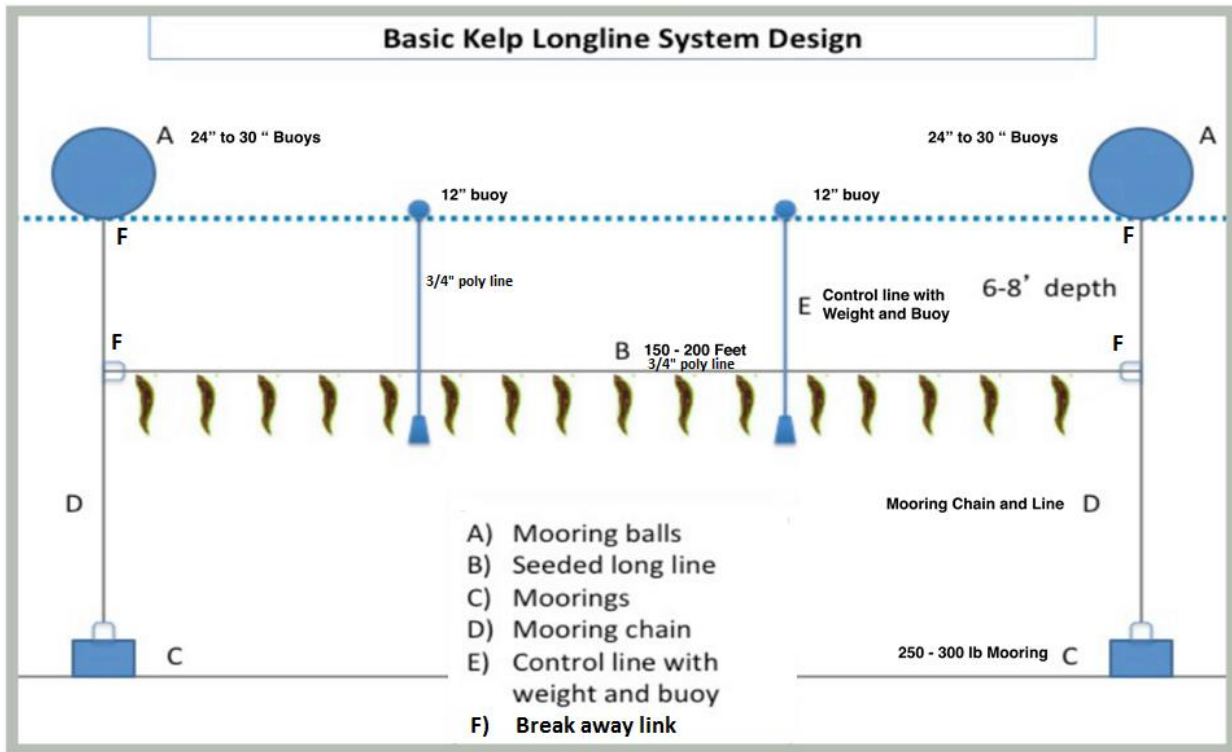 Basic Kelp Longline System Design
A 24” to 30 “ Buoys
24” to 30 “ Buoys A
12” buoy
12” buoy
F
F
3/4" poly line
E Control line with
Weight and Buoy
6-8’ depth
F
F
B 150 - 200 Feet
3/4" poly line
D
Mooring Chain and Line D
A) Mooring balls
B) Seeded long line
C) Moorings
D) Mooring chain
E) Control line with
weight and buoy
F) Break away link
C
250 - 300 lb Mooring C